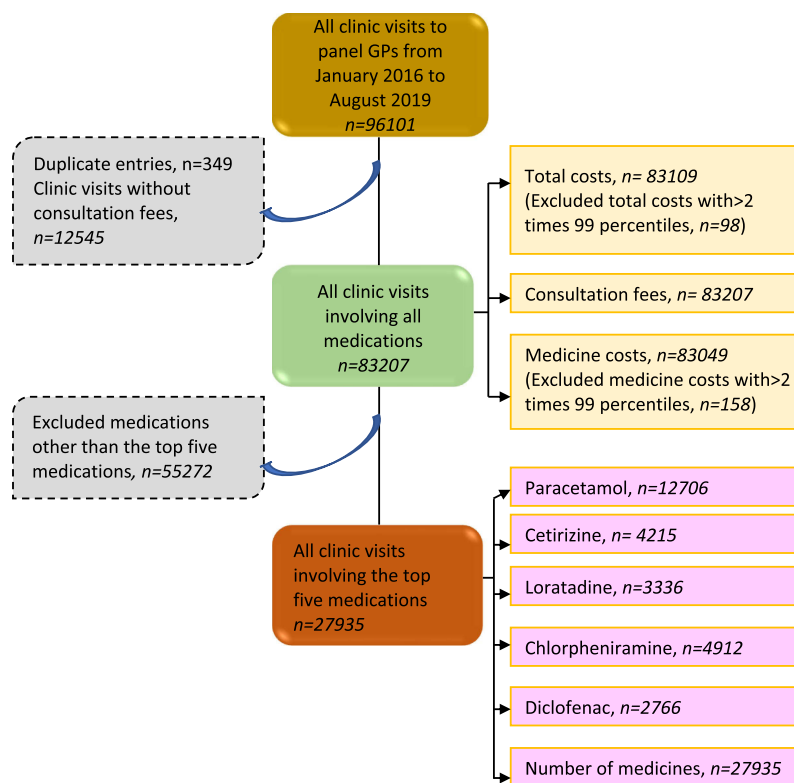 All clinic visits to
panel GPs from
January 2016 to
August 2019
n=96101
Duplicate entries, n=349
Clinic visits without
consultation fees,
n=12545
Total costs, n= 83109
(Excluded total costs with>2
times 99 percentiles, n=98)
All clinic visits
involving all
medications
n=83207
Consultation fees, n= 83207
Medicine costs, n=83049
(Excluded medicine costs with>2
times 99 percentiles, n=158)
Excluded medications
other than the top five
medications, n=55272
All clinic visits
involving the top
five medications
n=27935
Paracetamol, n=12706
Cetirizine, n= 4215
Loratadine, n=3336
Chlorpheniramine, n=4912
Diclofenac, n=2766
Number of medicines, n=27935